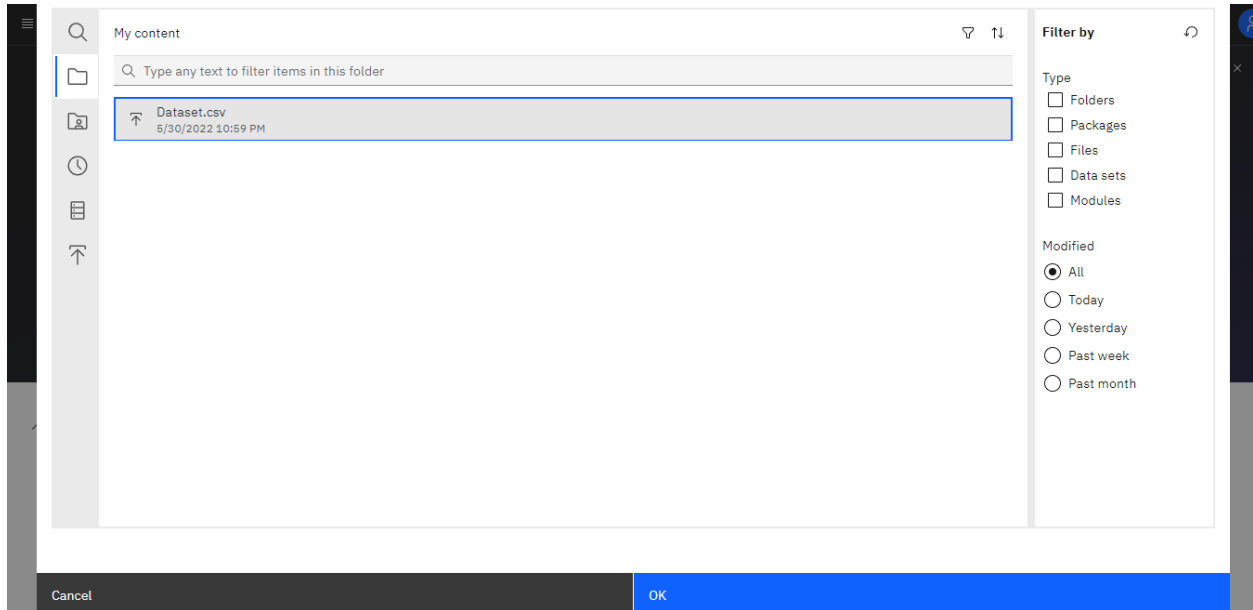 My content
Type any text to filter items in this folder
Dataset.csv
5/30/2022 10:59 PM
Filter by
Type
Folders
Packages
Files
Data sets
Modules
Modified
All
Today
Yesterday
Past week
Past month
Cancel
OK